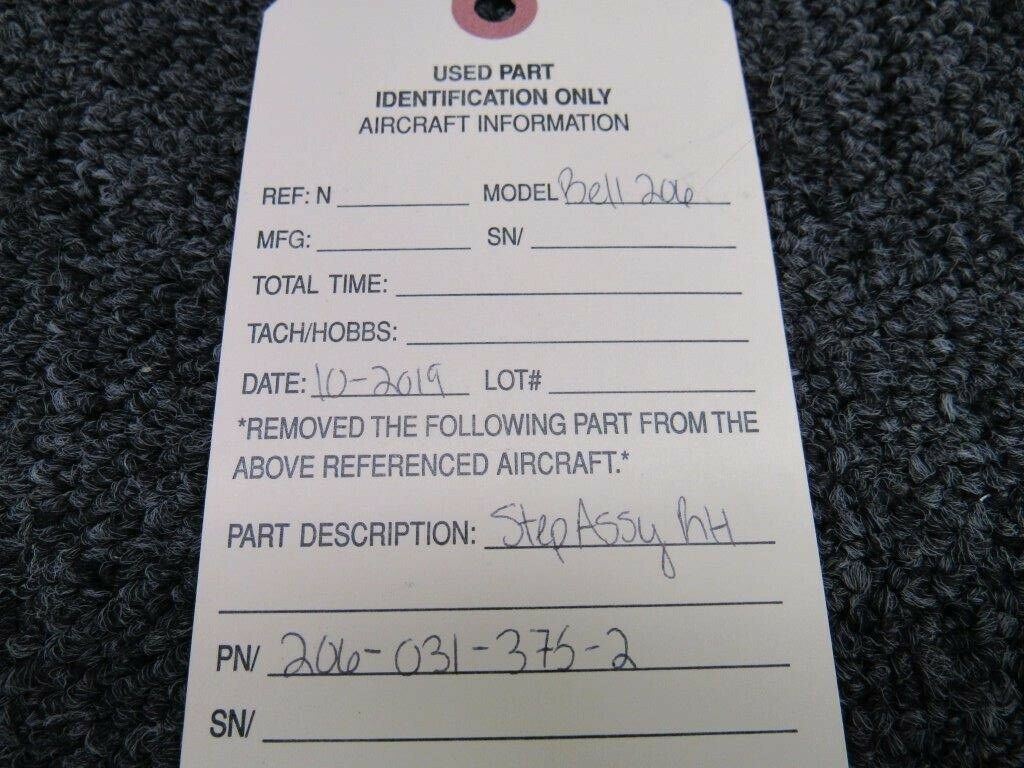 USED PART
IDENTIFICATION ONLY
AIRCRAFT INFORMATION
REF: N MODEL Bell 206
MFG: SN/
TOTAL TIME:
TACH/HOBBS:
DATE: 10-2019 LOT#
*REMOVED THE FOLLOWING PART FROM THE
ABOVE REFERENCED AIRCRAFT.*
PART DESCRIPTION: Step Assy RH
PN/ 206-031-375-2
SN/